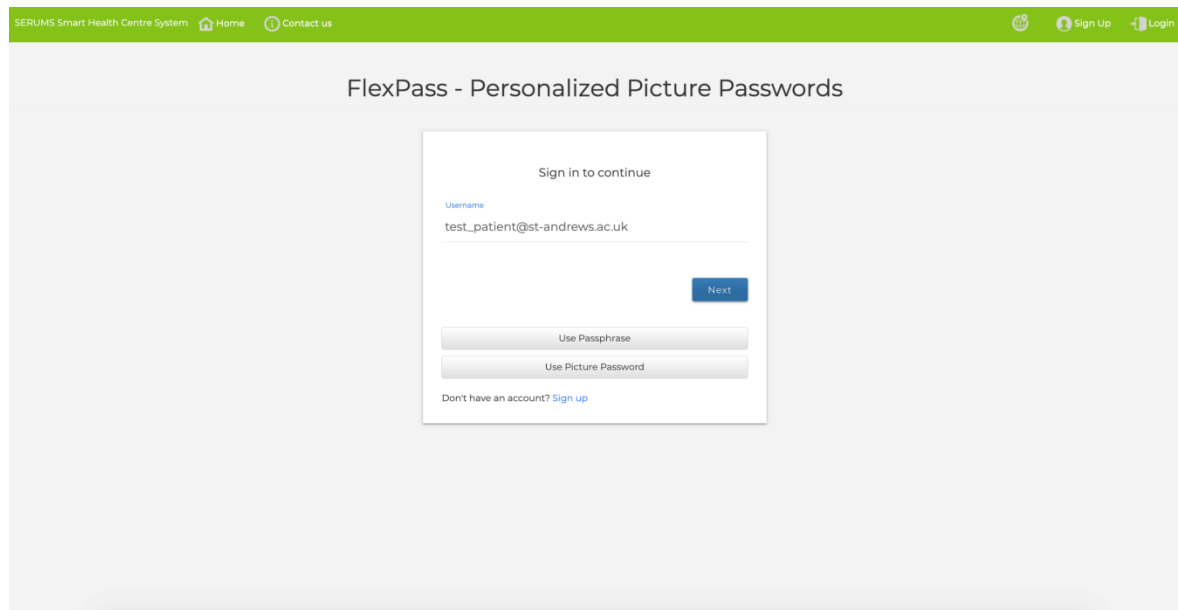 SERUMS Smart Health Centre System Home Contact us Sign Up Login
FlexPass - Personalized Picture Passwords
Sign in to continue
Username
test_patient@st-andrews.ac.uk
Next
Use Passphrase
Use Picture Password
Don't have an account? Sign up